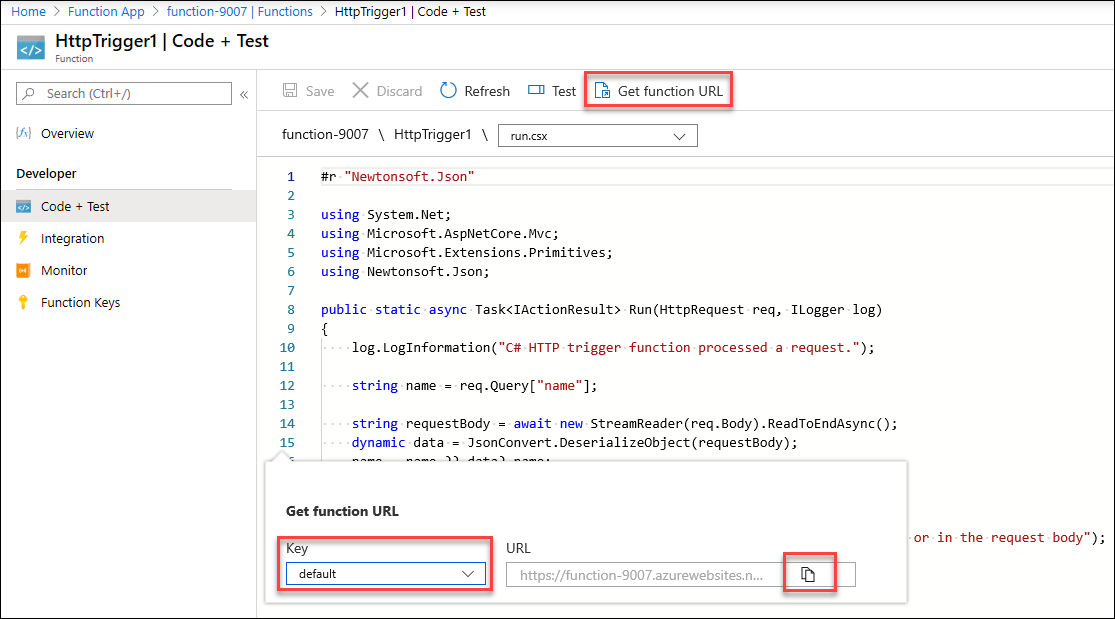 Home > Function App > function-9007 | Functions > HttpTrigger1 | Code + Test
HttpTrigger1 | Code + Test
Function
Search (Ctrl+/)
«
Overview
Developer
Code + Test
Integration
Monitor
Function Keys
Save Discard Refresh Test Get function URL
function-9007 \ HttpTrigger1 \ run.csx
1 #r "Newtonsoft.Json"
2
3 using System.Net;
4 using Microsoft.AspNetCore.Mvc;
5 using Microsoft.Extensions.Primitives;
6 using Newtonsoft.Json;
7
8 public static async Task<IActionResult> Run(HttpRequest req, ILogger log)
9 {
10 ····log.LogInformation("C# HTTP trigger function processed a request.");
11
12 ····string name = req.Query["name"];
13
14 ····string requestBody = await new StreamReader(req.Body).ReadToEndAsync();
15 ····dynamic data = JsonConvert.DeserializeObject(requestBody);
or in the request body");
Get function URL
Key
default
URL
https://function-9007.azurewebsites.n...